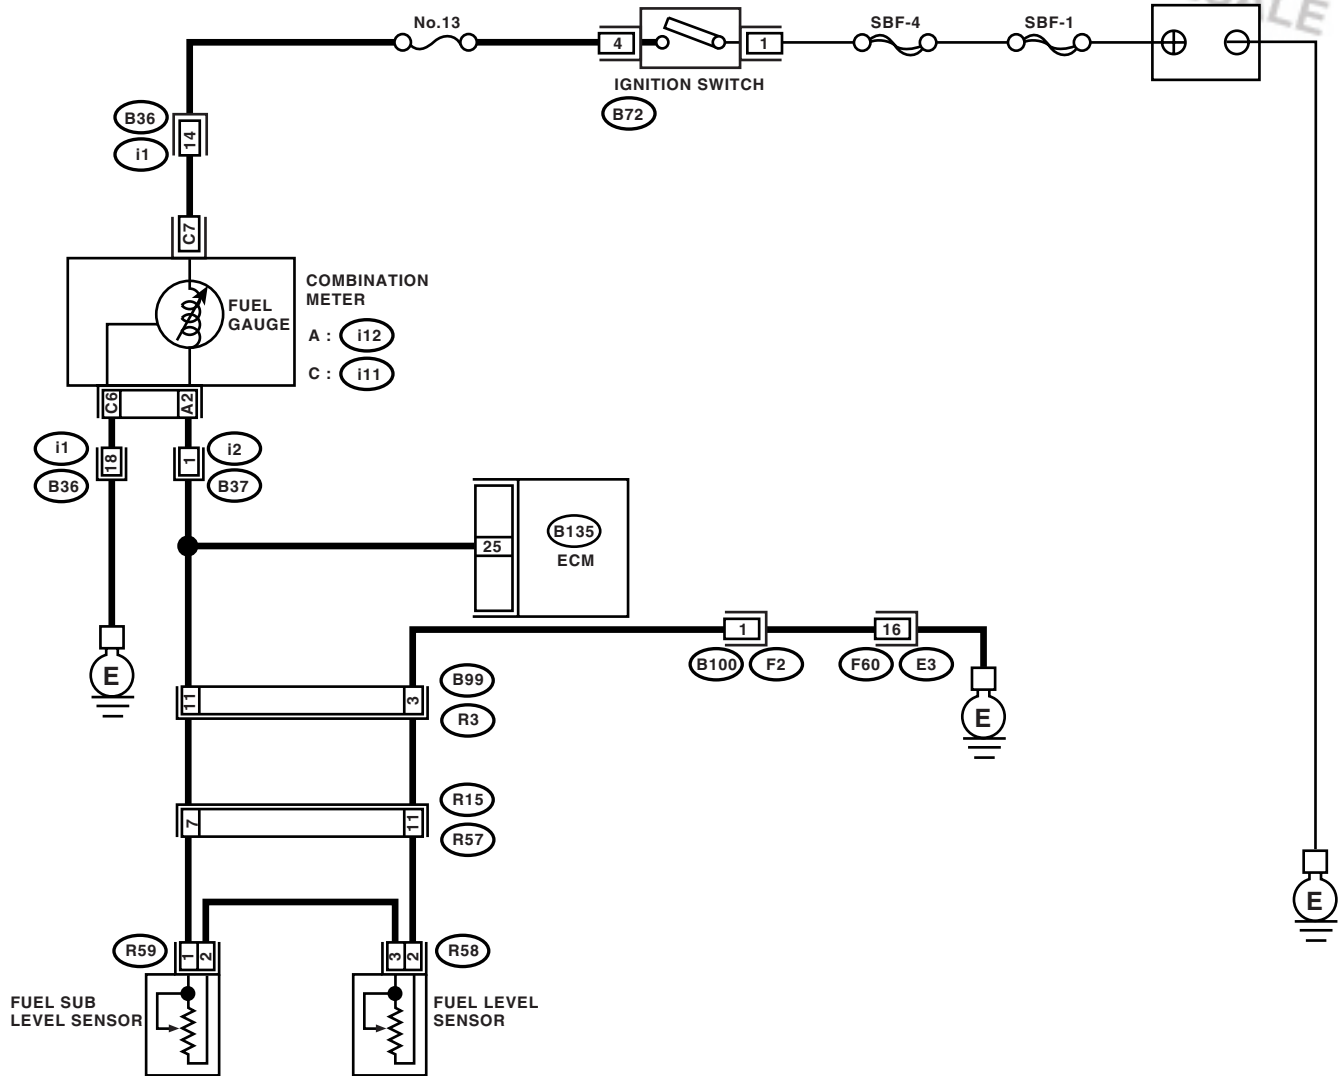 No.13
SBF-4
SBF-1
4
1
IGNITION SWITCH
B72
B36
14
i1
C7
COMBINATION
METER
FUEL
GAUGE
A : i12
C : i11
C6
A2
i1
18
B36
1
i2
B37
25
B135
ECM
1
16
B100
F2
F60
E3
E
E
11
3
B99
R3
7
11
R15
R57
E
R59
1
2
3
2
R58
FUEL SUB
LEVEL SENSOR
FUEL LEVEL
SENSOR